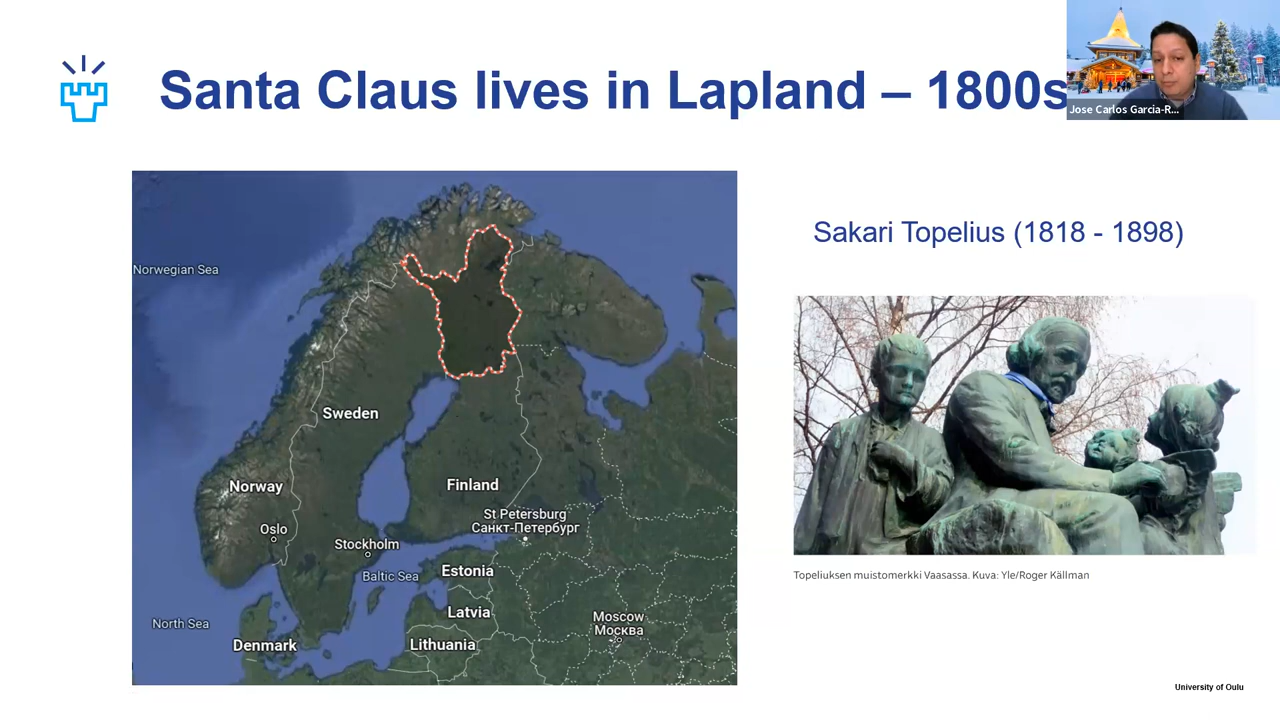 Santa Claus lives in Lapland – 1800s
Jose Carlos Garcia-R...
Sakari Topelius (1818 - 1898)
Norwegian Sea
Sweden
Norway
Finland
St Petersburg
Санкт-Петербург
Oslo
Stockholm
Baltic Sea
Estonia
North Sea
Latvia
Moscow
Москва
Denmark
Lithuania
Topeliuksen muistomerkki Vaasassa. Kuva: Yle/Roger Källman
University of Oulu